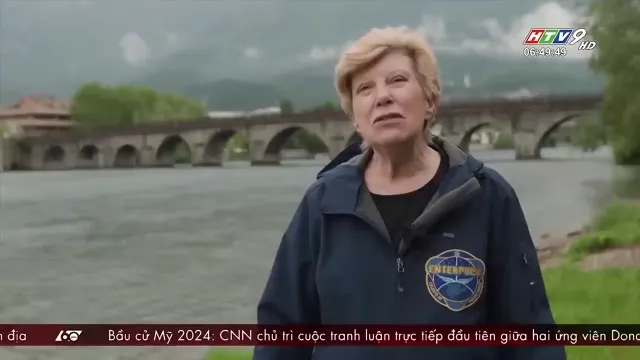 HTV9 HD
06:49:49
ENTERPRISE
n địa 60 Bầu cử Mỹ 2024: CNN chủ trì cuộc tranh luận trực tiếp đầu tiên giữa hai ứng viên Dona